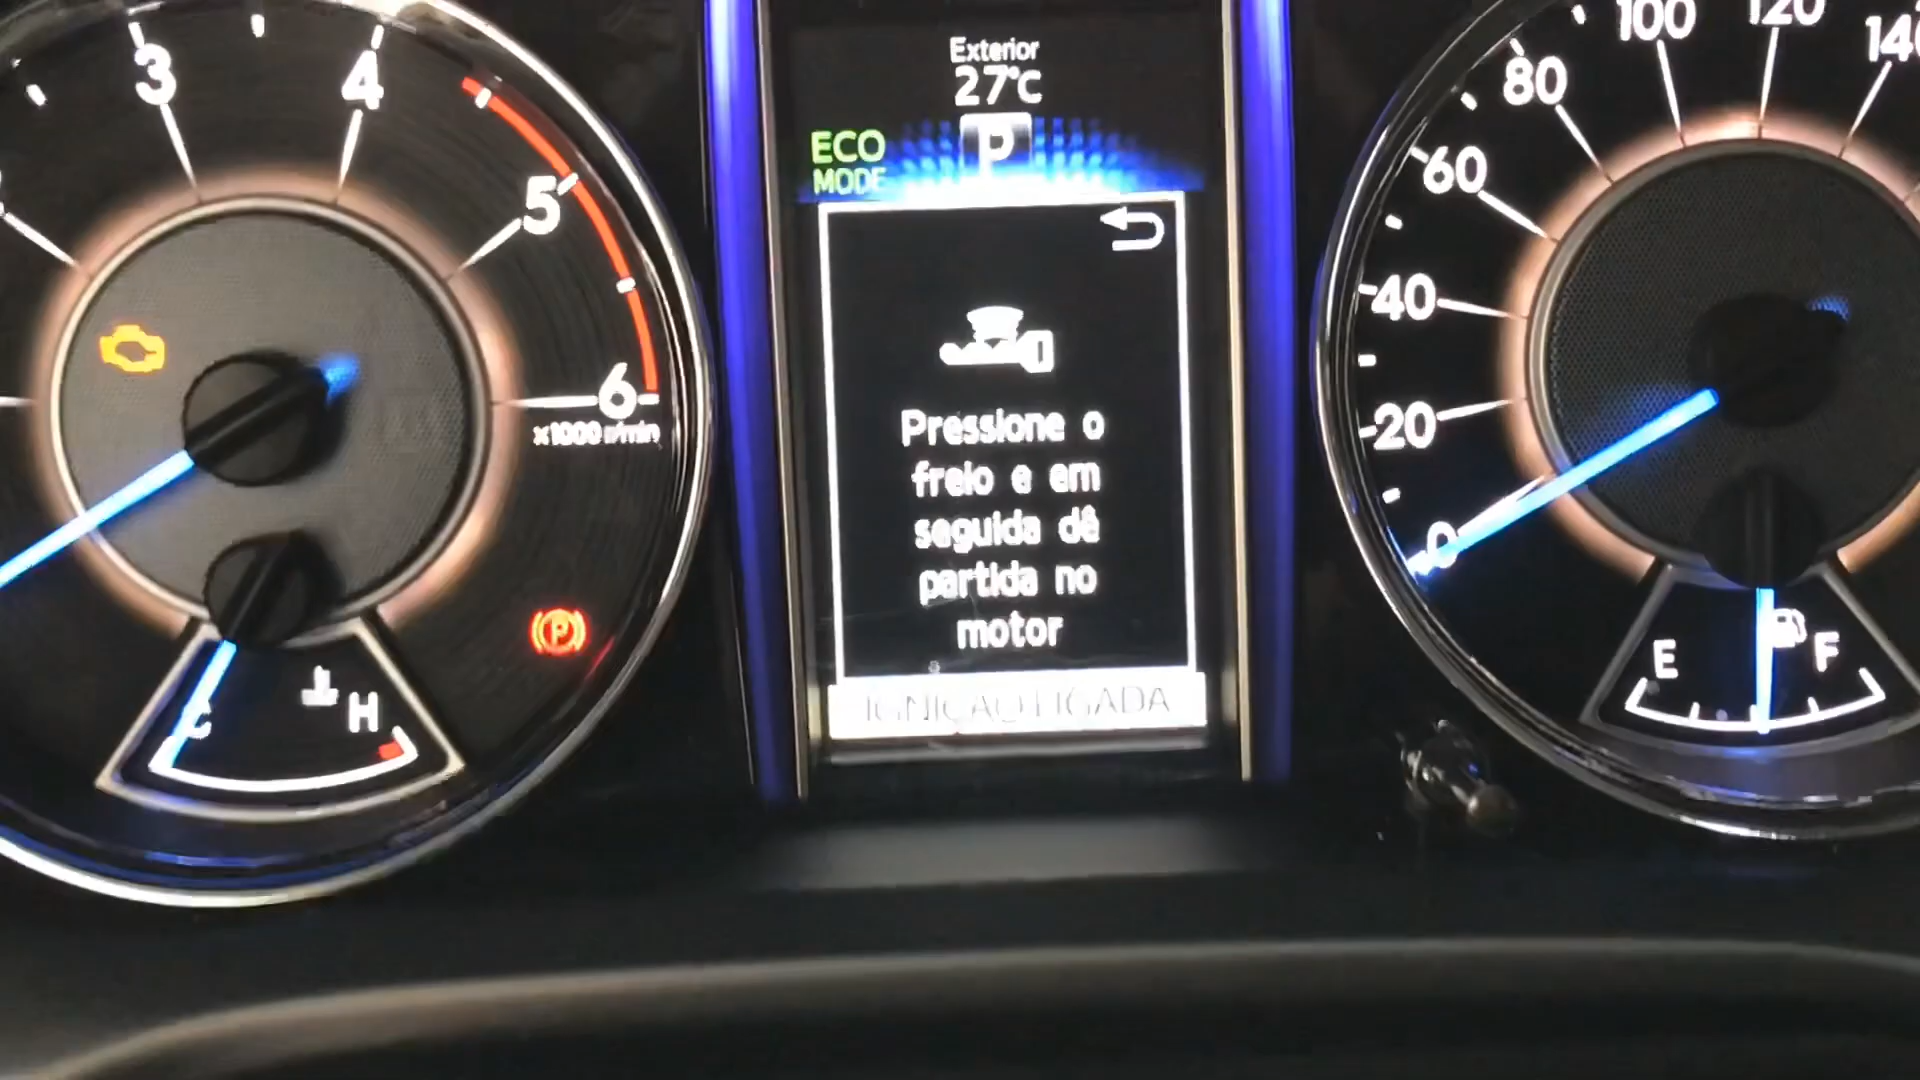 3
4
5
6
x1000 r/min
P
C
H
Exterior
27°C
P
ECO
MODE
Pressione o
freio e em
seguida dê
partida no
motor
IGNIÇÃO LIGADA
0
20
40
60
80
100
120
140
E
F